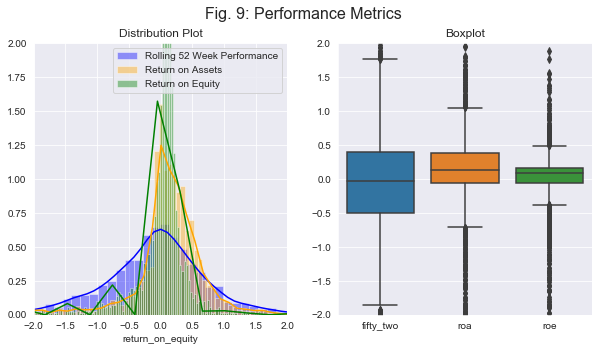 Fig. 9: Performance Metrics
Distribution Plot
Rolling 52 Week Performance
Return on Assets
Return on Equity
2.00
1.75
1.50
1.25
1.00
0.75
0.50
0.25
0.00
−2.0 −1.5 −1.0 −0.5 0.0 0.5 1.0 1.5 2.0
return_on_equity
Boxplot
2.0
1.5
1.0
0.5
0.0
−0.5
−1.0
−1.5
−2.0
fifty_two roa roe